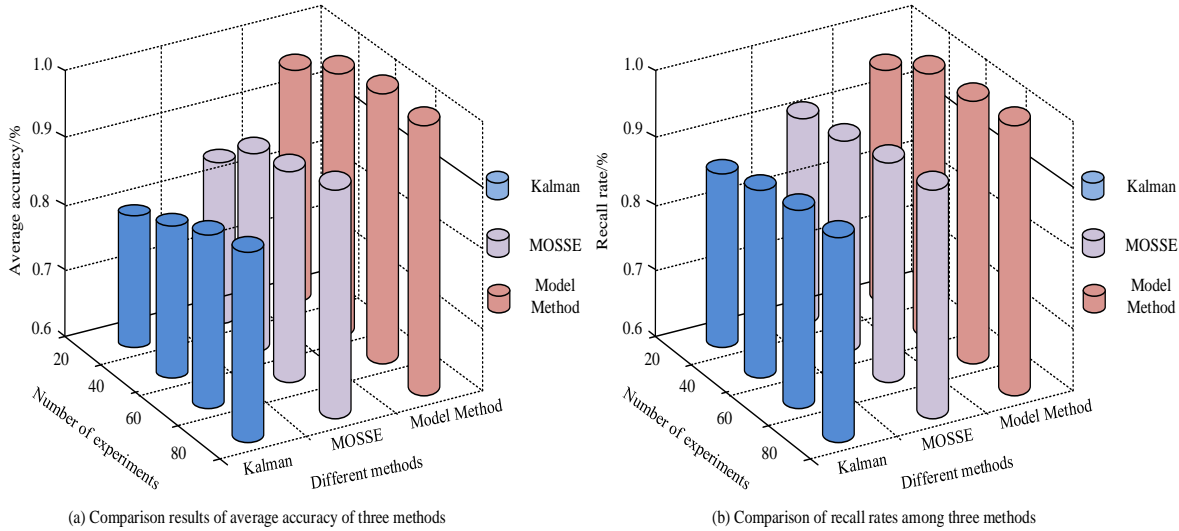 1.0
0.9
0.8
0.7
0.6
Average accuracy/%
20
40
60
80
Number of experiments
Kalman
MOSSE
Model Method
Different methods
Kalman
MOSSE
Model
Method
(a) Comparison results of average accuracy of three methods
1.0
0.9
0.8
0.7
0.6
Recall rate/%
20
40
60
80
Number of experiments
Kalman
MOSSE
Model Method
Different methods
Kalman
MOSSE
Model
Method
(b) Comparison of recall rates among three methods